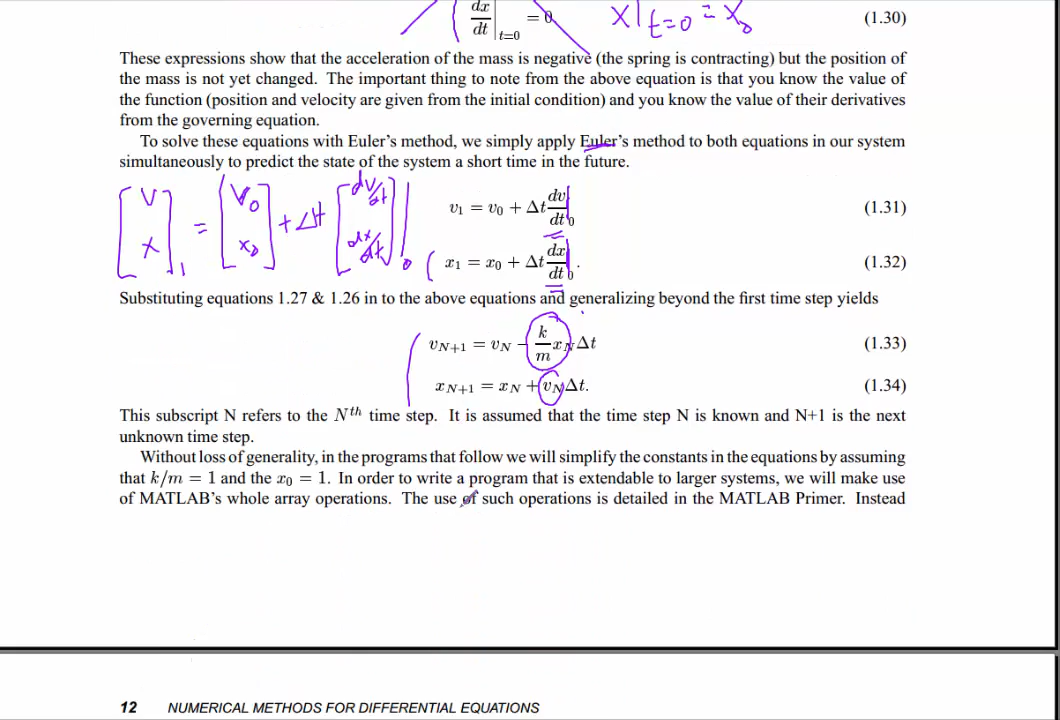 dx/dt |t=0 = 0 x|t=0 = x0 (1.30)
These expressions show that the acceleration of the mass is negative (the spring is contracting) but the position of
the mass is not yet changed. The important thing to note from the above equation is that you know the value of
the function (position and velocity are given from the initial condition) and you know the value of their derivatives
from the governing equation.
To solve these equations with Euler's method, we simply apply Euler's method to both equations in our system
simultaneously to predict the state of the system a short time in the future.
[v x]1 = [v0 x0] + Δt [dv/dt dx/dt]|0
v1 = v0 + Δt dv/dt |0 (1.31)
x1 = x0 + Δt dx/dt |0 . (1.32)
Substituting equations 1.27 & 1.26 in to the above equations and generalizing beyond the first time step yields
vN+1 = vN − k/m xN Δt (1.33)
xN+1 = xN + vN Δt. (1.34)
This subscript N refers to the Nth time step. It is assumed that the time step N is known and N+1 is the next
unknown time step.
Without loss of generality, in the programs that follow we will simplify the constants in the equations by assuming
that k/m = 1 and the x0 = 1. In order to write a program that is extendable to larger systems, we will make use
of MATLAB's whole array operations. The use of such operations is detailed in the MATLAB Primer. Instead
12 NUMERICAL METHODS FOR DIFFERENTIAL EQUATIONS